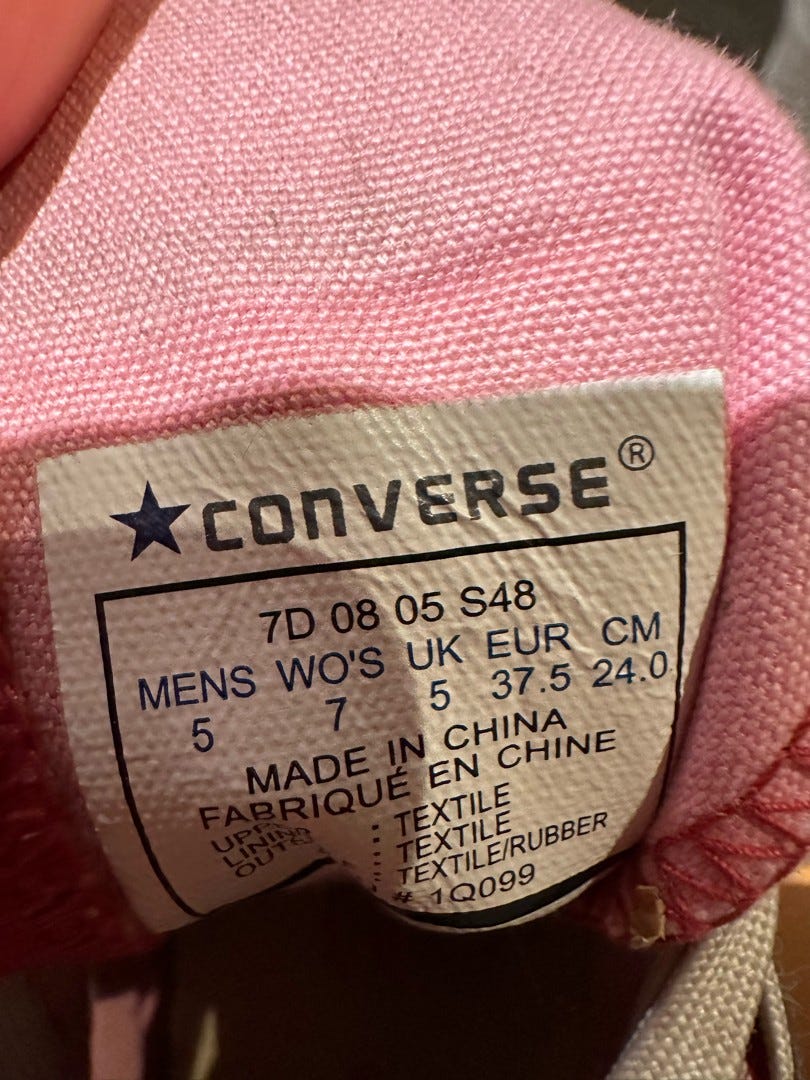 ★CONVERSE®
7D 08 05 S48
MENS WO'S UK EUR CM
5 7 5 37.5 24.0
MADE IN CHINA
FABRIQUÉ EN CHINE
: TEXTILE
LINING : TEXTILE
: TEXTILE/RUBBER
# 1Q099